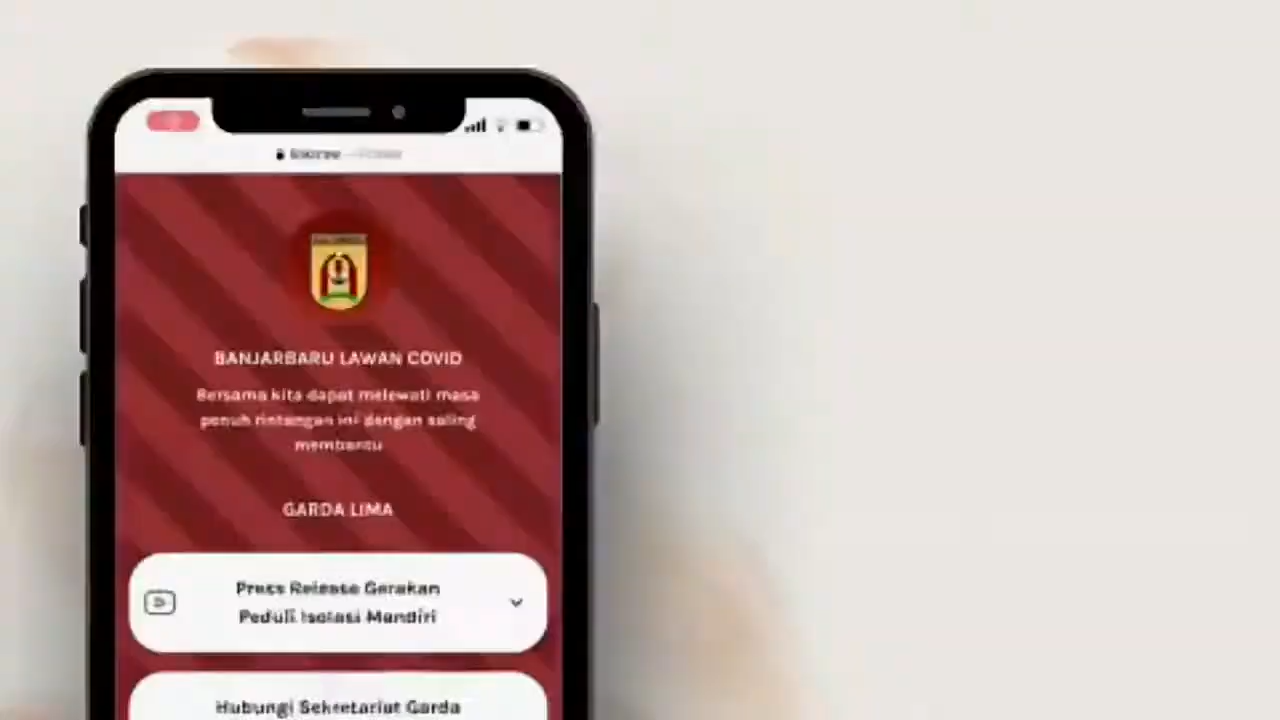 BANJARBARU LAWAN COVID
Bersama kita dapat melewati masa
penuh rintangan ini dengan saling
membantu
GARDA LIMA
Press Release Gerakan
Peduli Isolasi Mandiri
Hubungi Sekretariat Garda